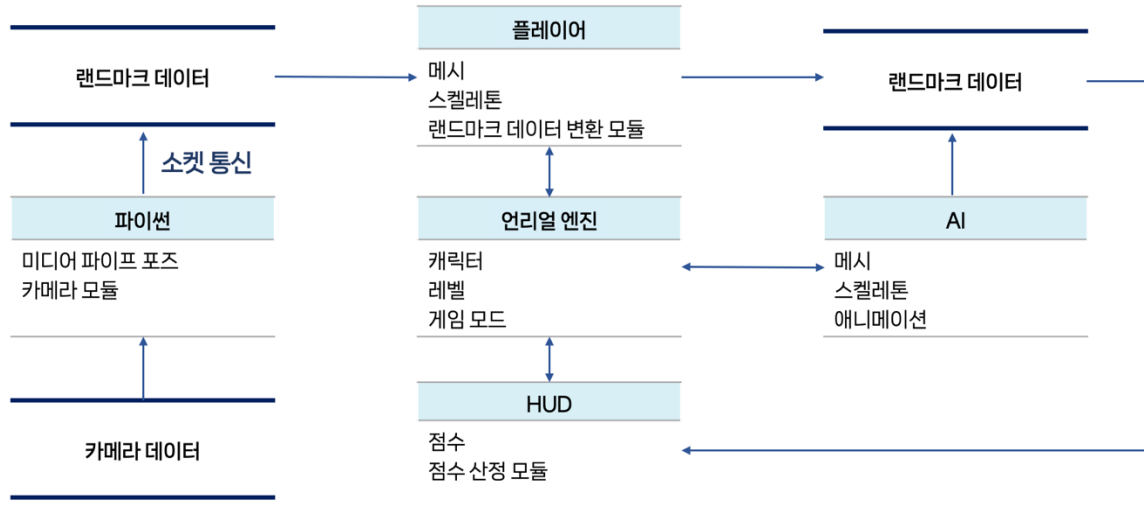 랜드마크 데이터
소켓 통신
파이썬
미디어 파이프 포즈
카메라 모듈
카메라 데이터
플레이어
메시
스켈레톤
랜드마크 데이터 변환 모듈
언리얼 엔진
캐릭터
레벨
게임 모드
HUD
점수
점수 산정 모듈
랜드마크 데이터
AI
메시
스켈레톤
애니메이션